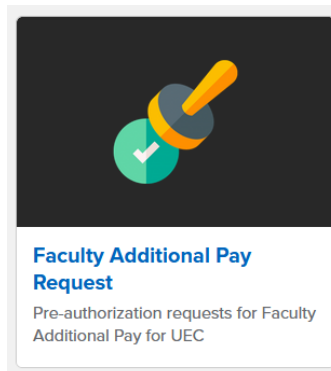 Faculty Additional Pay
Request
Pre-authorization requests for Faculty
Additional Pay for UEC